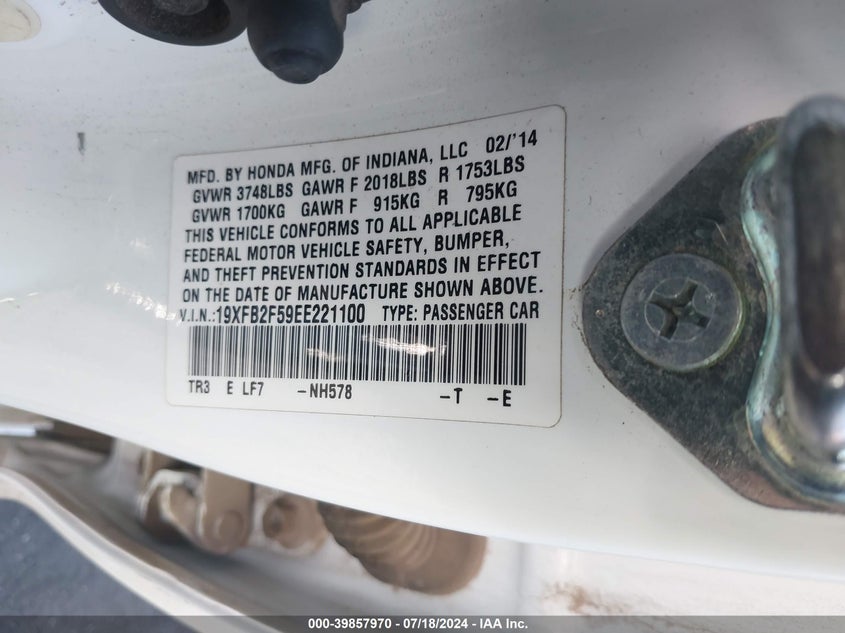 MFD. BY HONDA MFG. OF INDIANA, LLC 02/'14
GVWR 3748LBS GAWR F 2018LBS R 1753LBS
GVWR 1700KG GAWR F 915KG R 795KG
THIS VEHICLE CONFORMS TO ALL APPLICABLE
FEDERAL MOTOR VEHICLE SAFETY, BUMPER,
AND THEFT PREVENTION STANDARDS IN EFFECT
ON THE DATE OF MANUFACTURE SHOWN ABOVE.
V.I.N.:19XFB2F59EE221100 TYPE: PASSENGER CAR
TR3 E LF7 -NH578 -T -E
000-39857970 / 07/18/2024 - IAA Inc.